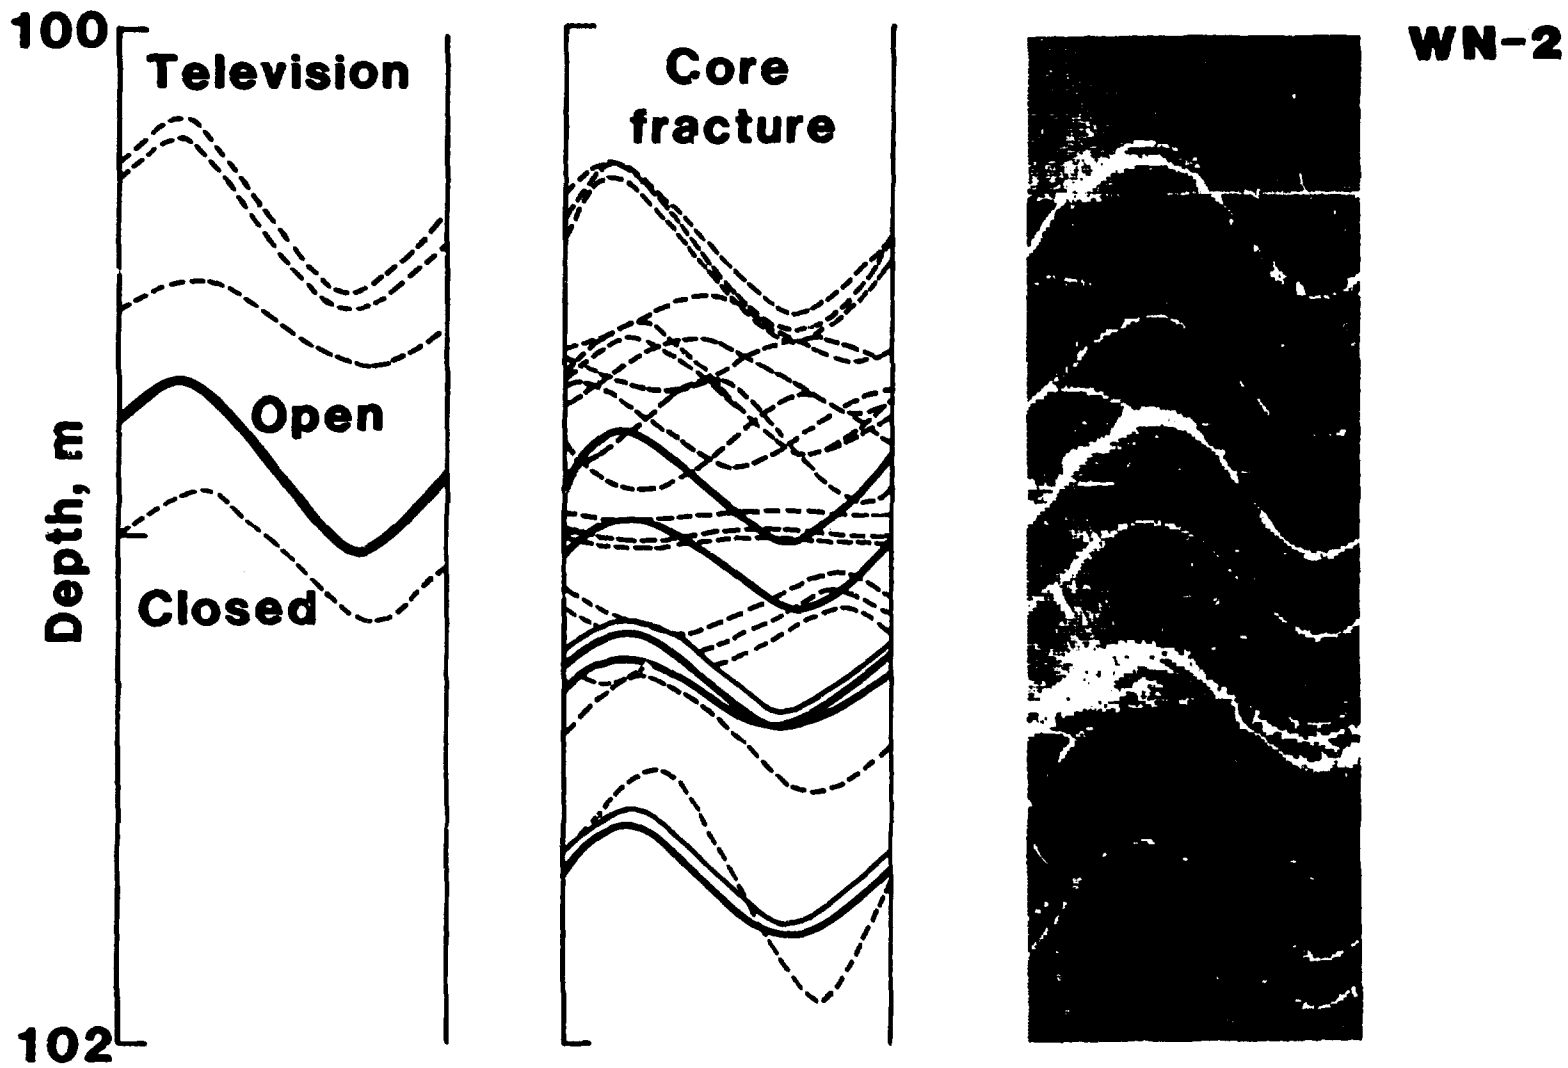 100
Television
Core
fracture
WN-2
Open
Depth, m
Closed
102